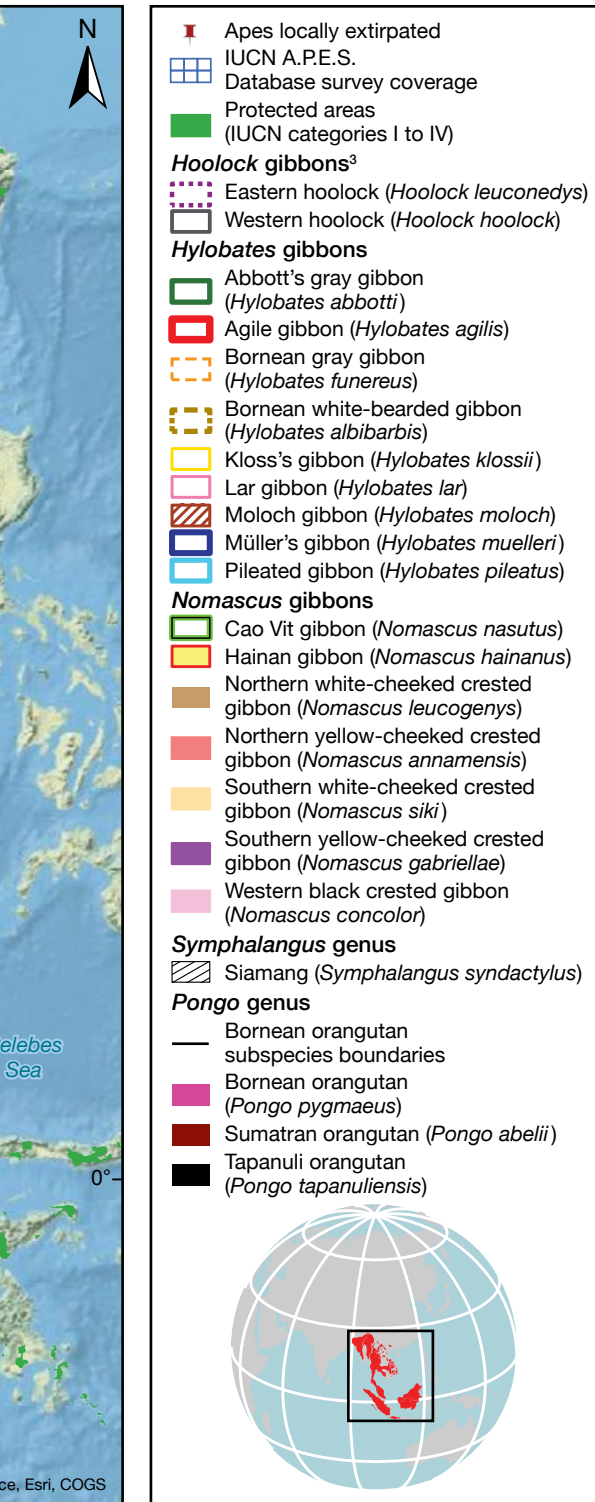 N
elebes
Sea
0°
ce, Esri, COGS
Apes locally extirpated
IUCN A.P.E.S.
Database survey coverage
Protected areas
(IUCN categories I to IV)
Hoolock gibbons³
Eastern hoolock (Hoolock leuconedys)
Western hoolock (Hoolock hoolock)
Hylobates gibbons
Abbott's gray gibbon
(Hylobates abbotti)
Agile gibbon (Hylobates agilis)
Bornean gray gibbon
(Hylobates funereus)
Bornean white-bearded gibbon
(Hylobates albibarbis)
Kloss's gibbon (Hylobates klossii)
Lar gibbon (Hylobates lar)
Moloch gibbon (Hylobates moloch)
Müller's gibbon (Hylobates muelleri)
Pileated gibbon (Hylobates pileatus)
Nomascus gibbons
Cao Vit gibbon (Nomascus nasutus)
Hainan gibbon (Nomascus hainanus)
Northern white-cheeked crested
gibbon (Nomascus leucogenys)
Northern yellow-cheeked crested
gibbon (Nomascus annamensis)
Southern white-cheeked crested
gibbon (Nomascus siki)
Southern yellow-cheeked crested
gibbon (Nomascus gabriellae)
Western black crested gibbon
(Nomascus concolor)
Symphalangus genus
Siamang (Symphalangus syndactylus)
Pongo genus
Bornean orangutan
subspecies boundaries
Bornean orangutan
(Pongo pygmaeus)
Sumatran orangutan (Pongo abelii)
Tapanuli orangutan
(Pongo tapanuliensis)